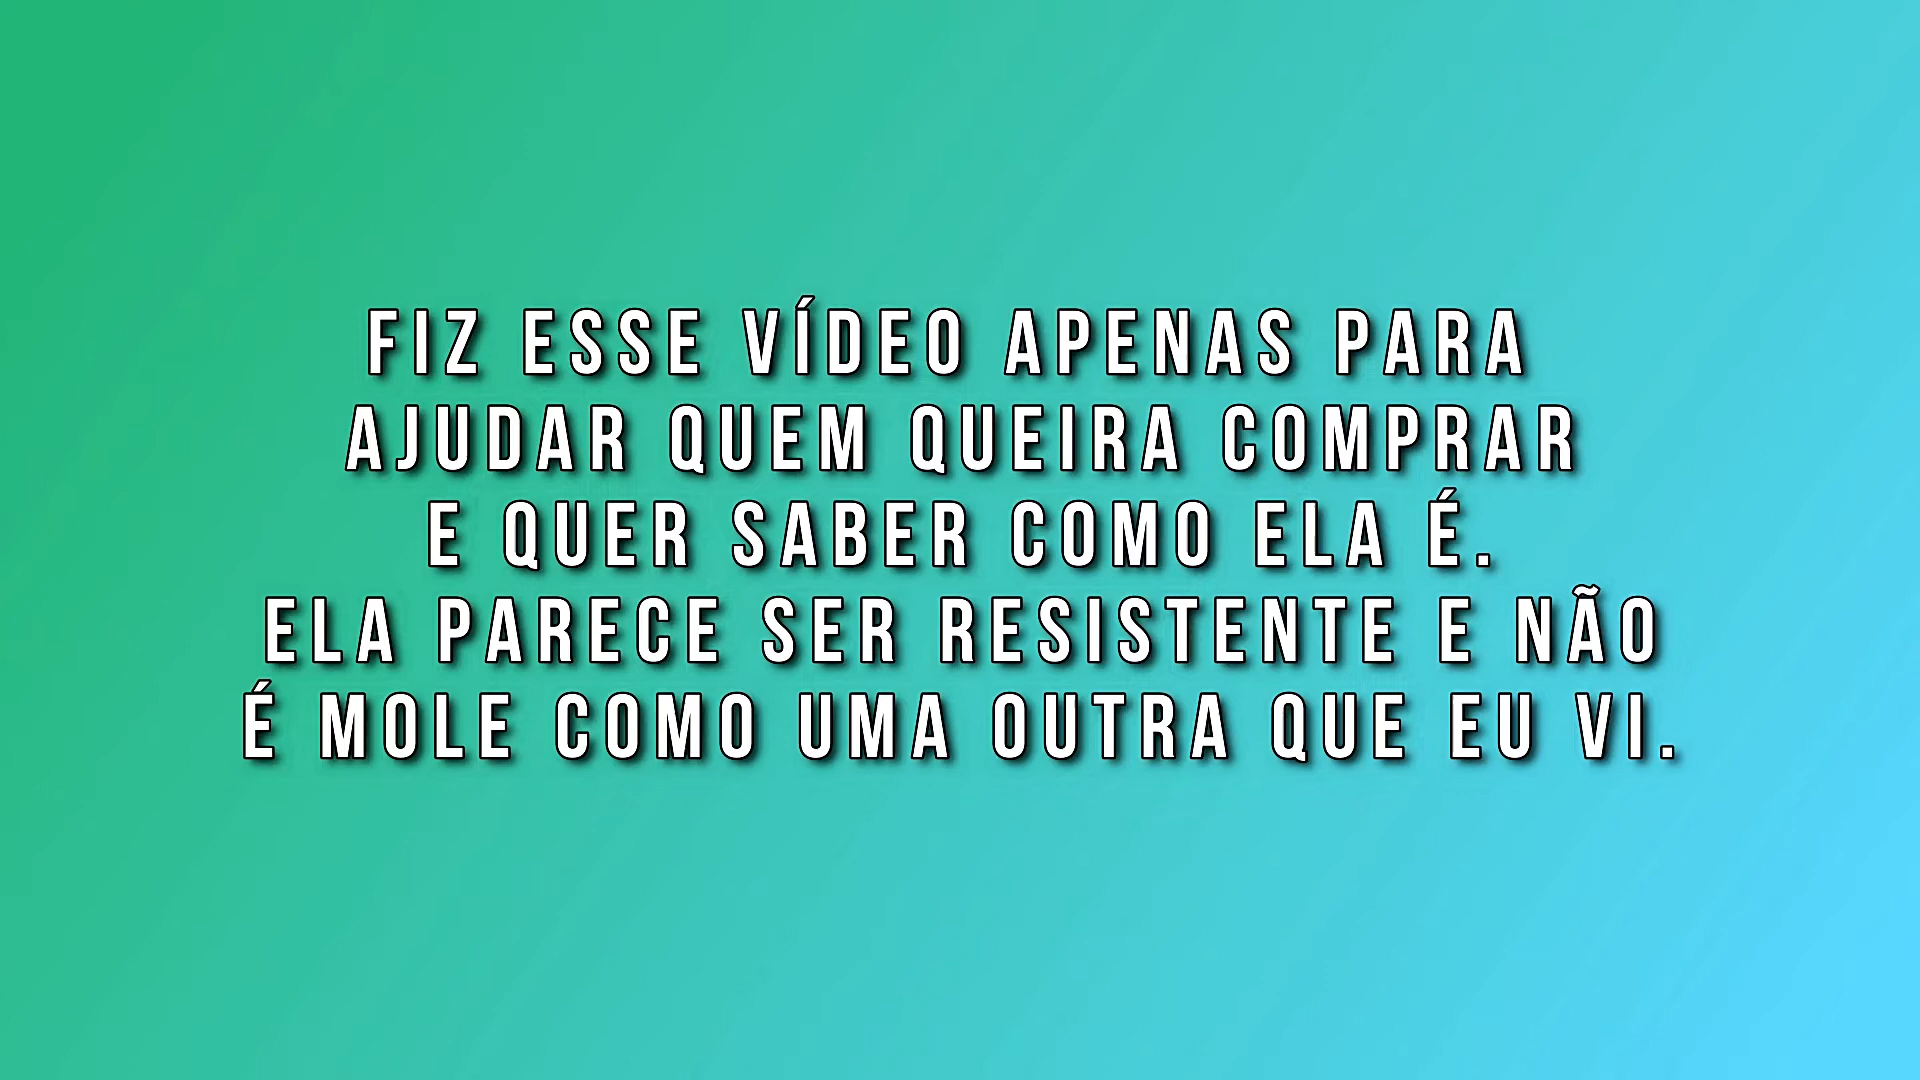 FIZ ESSE VÍDEO APENAS PARA
AJUDAR QUEM QUEIRA COMPRAR
E QUER SABER COMO ELA É.
ELA PARECE SER RESISTENTE E NÃO
É MOLE COMO UMA OUTRA QUE EU VI.